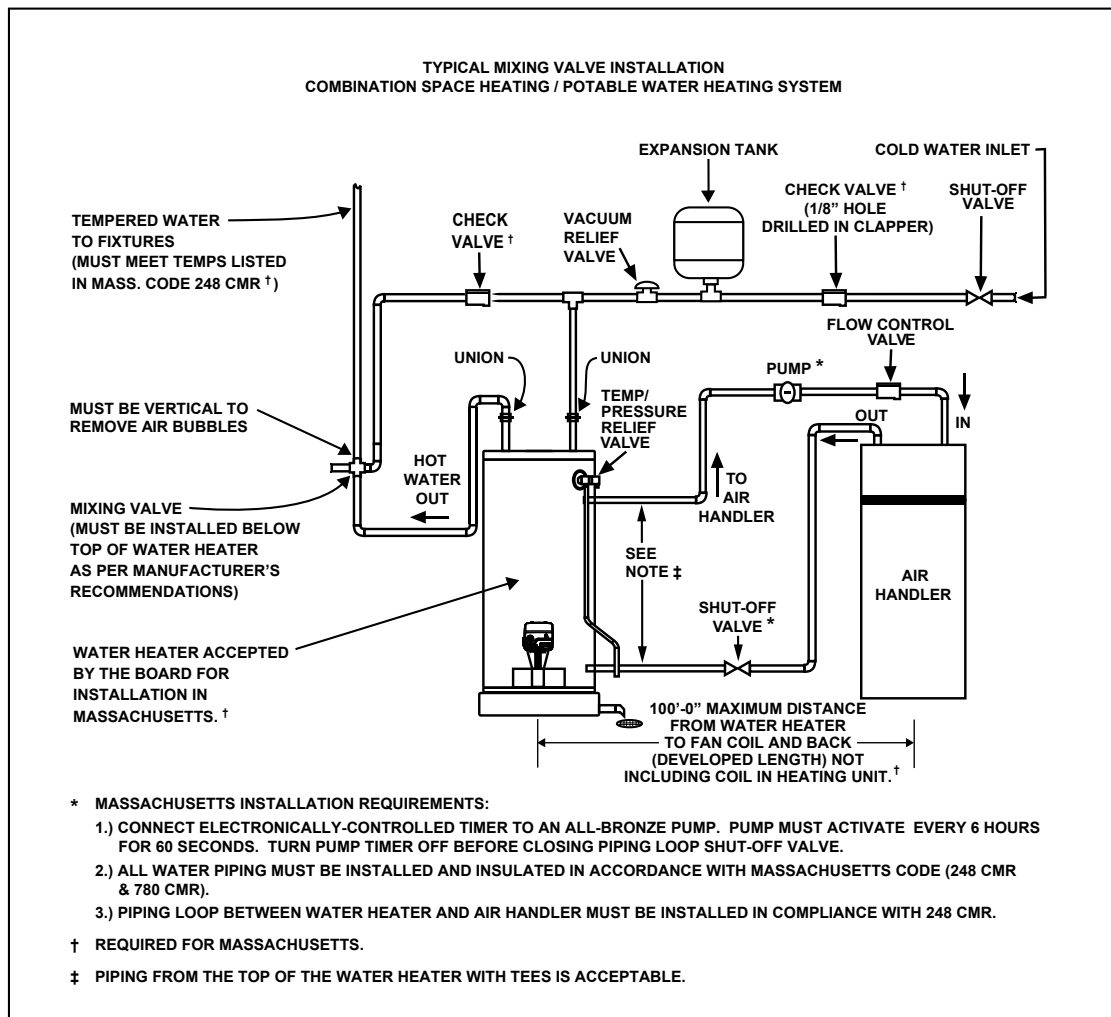 TYPICAL MIXING VALVE INSTALLATION
COMBINATION SPACE HEATING / POTABLE WATER HEATING SYSTEM
EXPANSION TANK
COLD WATER INLET
TEMPERED WATER
TO FIXTURES
(MUST MEET TEMPS LISTED
IN MASS. CODE 248 CMR †)
CHECK
VALVE †
VACUUM
RELIEF
VALVE
CHECK VALVE †
(1/8” HOLE
DRILLED IN CLAPPER)
SHUT-OFF
VALVE
FLOW CONTROL
VALVE
UNION
UNION
PUMP *
TEMP/
PRESSURE
RELIEF
VALVE
OUT
IN
MUST BE VERTICAL TO
REMOVE AIR BUBBLES
HOT
WATER
OUT
TO
AIR
HANDLER
MIXING VALVE
(MUST BE INSTALLED BELOW
TOP OF WATER HEATER
AS PER MANUFACTURER’S
RECOMMENDATIONS)
SEE
NOTE ‡
AIR
HANDLER
SHUT-OFF
VALVE *
WATER HEATER ACCEPTED
BY THE BOARD FOR
INSTALLATION IN
MASSACHUSETTS. †
100’-0” MAXIMUM DISTANCE
FROM WATER HEATER
TO FAN COIL AND BACK
(DEVELOPED LENGTH) NOT
INCLUDING COIL IN HEATING UNIT. †
* MASSACHUSETTS INSTALLATION REQUIREMENTS:
1.) CONNECT ELECTRONICALLY-CONTROLLED TIMER TO AN ALL-BRONZE PUMP. PUMP MUST ACTIVATE EVERY 6 HOURS
FOR 60 SECONDS. TURN PUMP TIMER OFF BEFORE CLOSING PIPING LOOP SHUT-OFF VALVE.
2.) ALL WATER PIPING MUST BE INSTALLED AND INSULATED IN ACCORDANCE WITH MASSACHUSETTS CODE (248 CMR
& 780 CMR).
3.) PIPING LOOP BETWEEN WATER HEATER AND AIR HANDLER MUST BE INSTALLED IN COMPLIANCE WITH 248 CMR.
† REQUIRED FOR MASSACHUSETTS.
‡ PIPING FROM THE TOP OF THE WATER HEATER WITH TEES IS ACCEPTABLE.